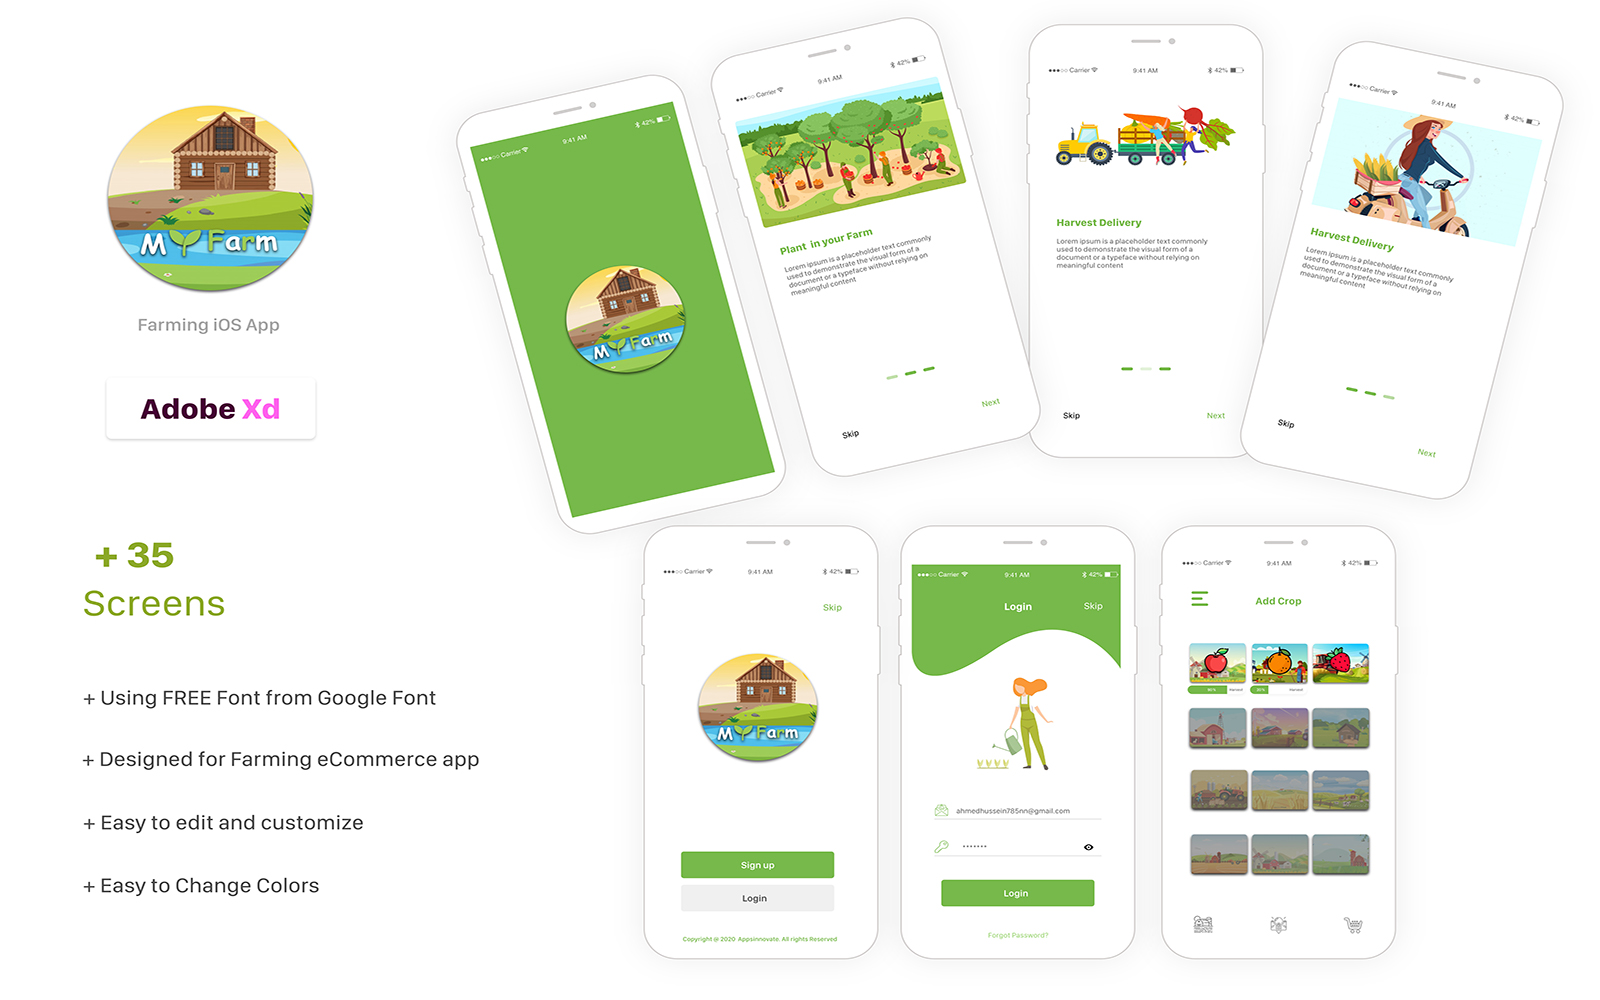 My Farm
Farming iOS App
Adobe Xd
+ 35
Screens
+ Using FREE Font from Google Font
+ Designed for Farming eCommerce app
+ Easy to edit and customize
+ Easy to Change Colors
Carrier 9:41 AM 42%
My Farm
Carrier 9:41 AM 42%
Plant in your Farm
Lorem ipsum is a placeholder text commonly
used to demonstrate the visual form of a
document or a typeface without relying on
meaningful content
Next
Skip
Carrier 9:41 AM 42%
Harvest Delivery
Lorem ipsum is a placeholder text commonly
used to demonstrate the visual form of a
document or a typeface without relying on
meaningful content
Skip Next
Carrier 9:41 AM 42%
Harvest Delivery
Lorem ipsum is a placeholder text commonly
used to demonstrate the visual form of a
document or a typeface without relying on
meaningful content
Skip
Next
Carrier 9:41 AM 42%
Skip
My Farm
Sign up
Login
Copyright @ 2020 Appsinnovate. All rights Reserved
Carrier 9:41 AM 42%
Login Skip
ahmedhussein785nn@gmail.com
Login
Forgot Password?
Carrier 9:41 AM 42%
Add Crop
Harvest Harvest